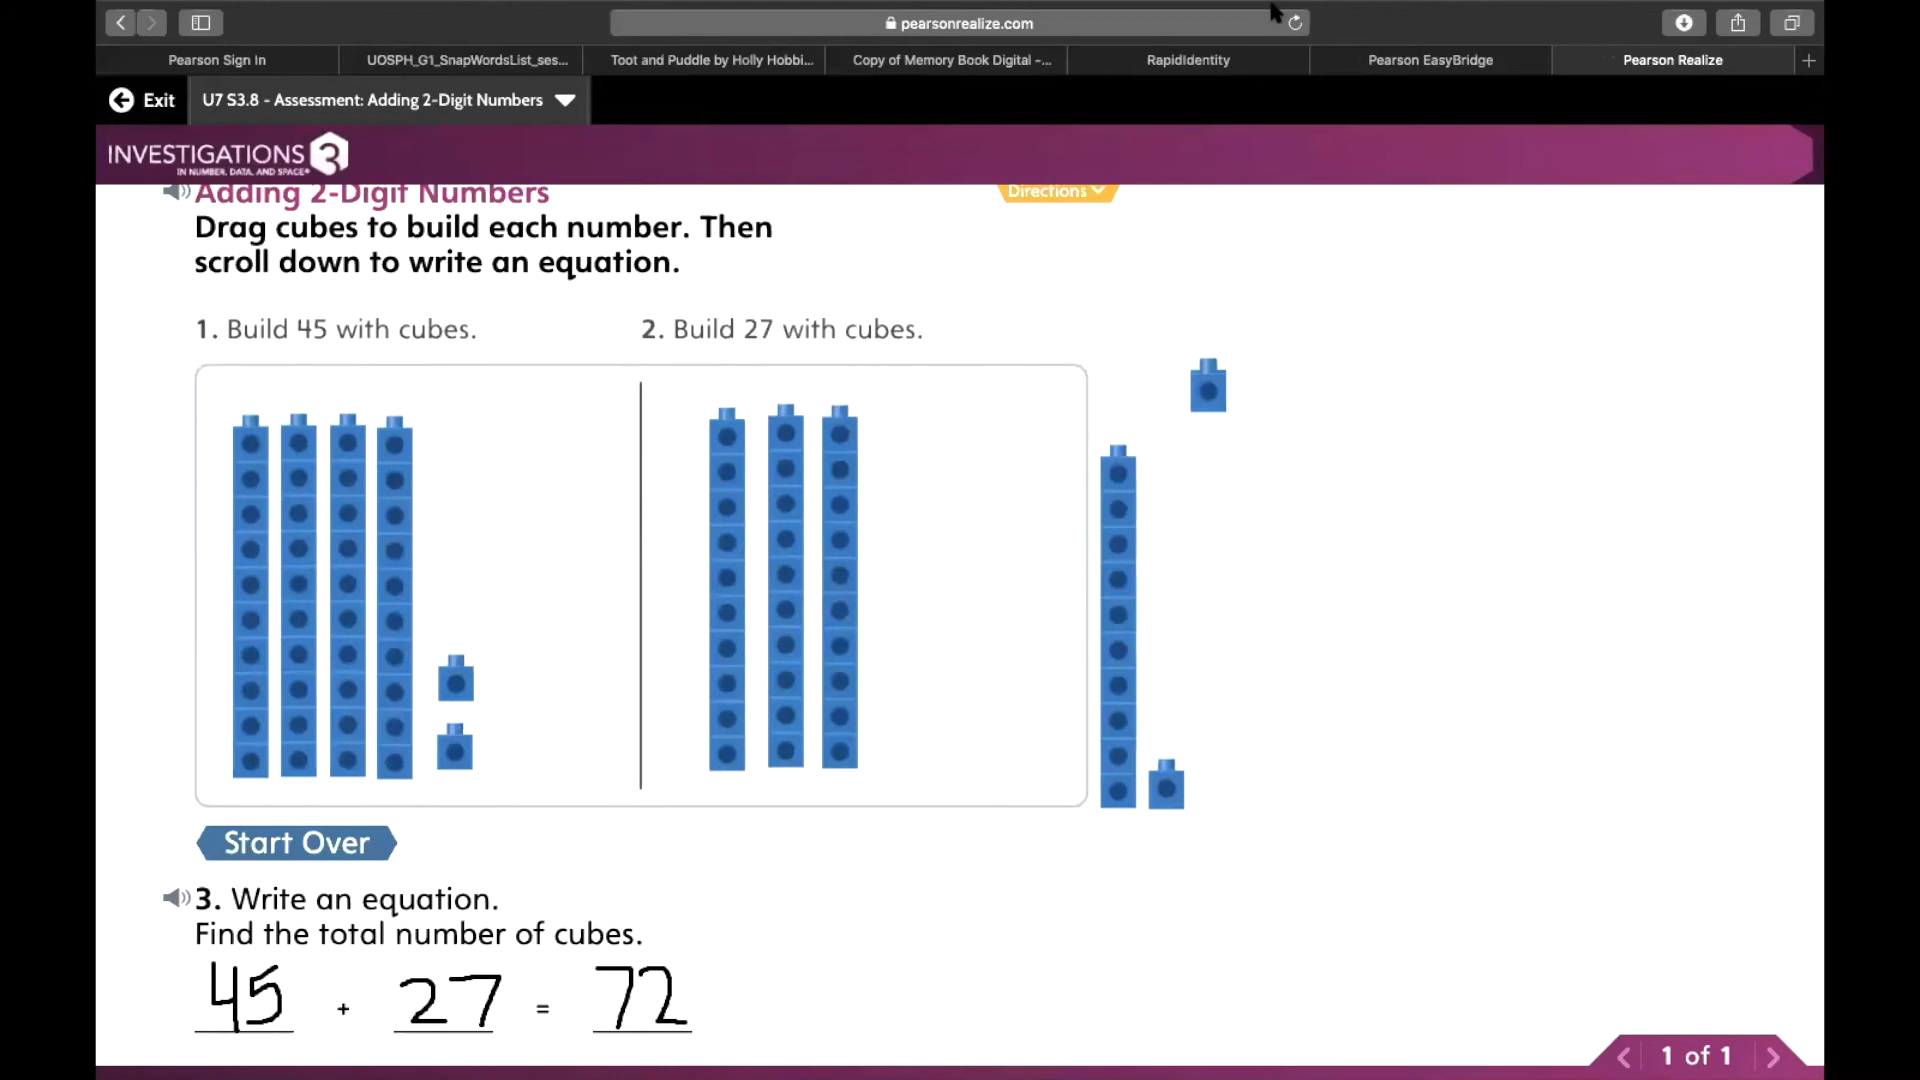 pearsonrealize.com
Pearson Sign In
UOSPH_G1_SnapWordsList_ses...
Toot and Puddle by Holly Hobbi...
Copy of Memory Book Digital -...
RapidIdentity
Pearson EasyBridge
Pearson Realize
Exit
U7 S3.8 - Assessment: Adding 2-Digit Numbers
INVESTIGATIONS 3
IN NUMBER, DATA, AND SPACE®
Adding 2-Digit Numbers
Directions
Drag cubes to build each number. Then
scroll down to write an equation.
1. Build 45 with cubes.
2. Build 27 with cubes.
Start Over
3. Write an equation.
Find the total number of cubes.
45 + 27 = 72
1 of 1